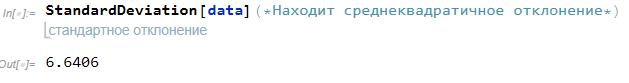 In[•]:= StandardDeviation[data](*Находит среднеквадратичное отклонение*)
стандартное отклонение
Out[•]= 6.6406